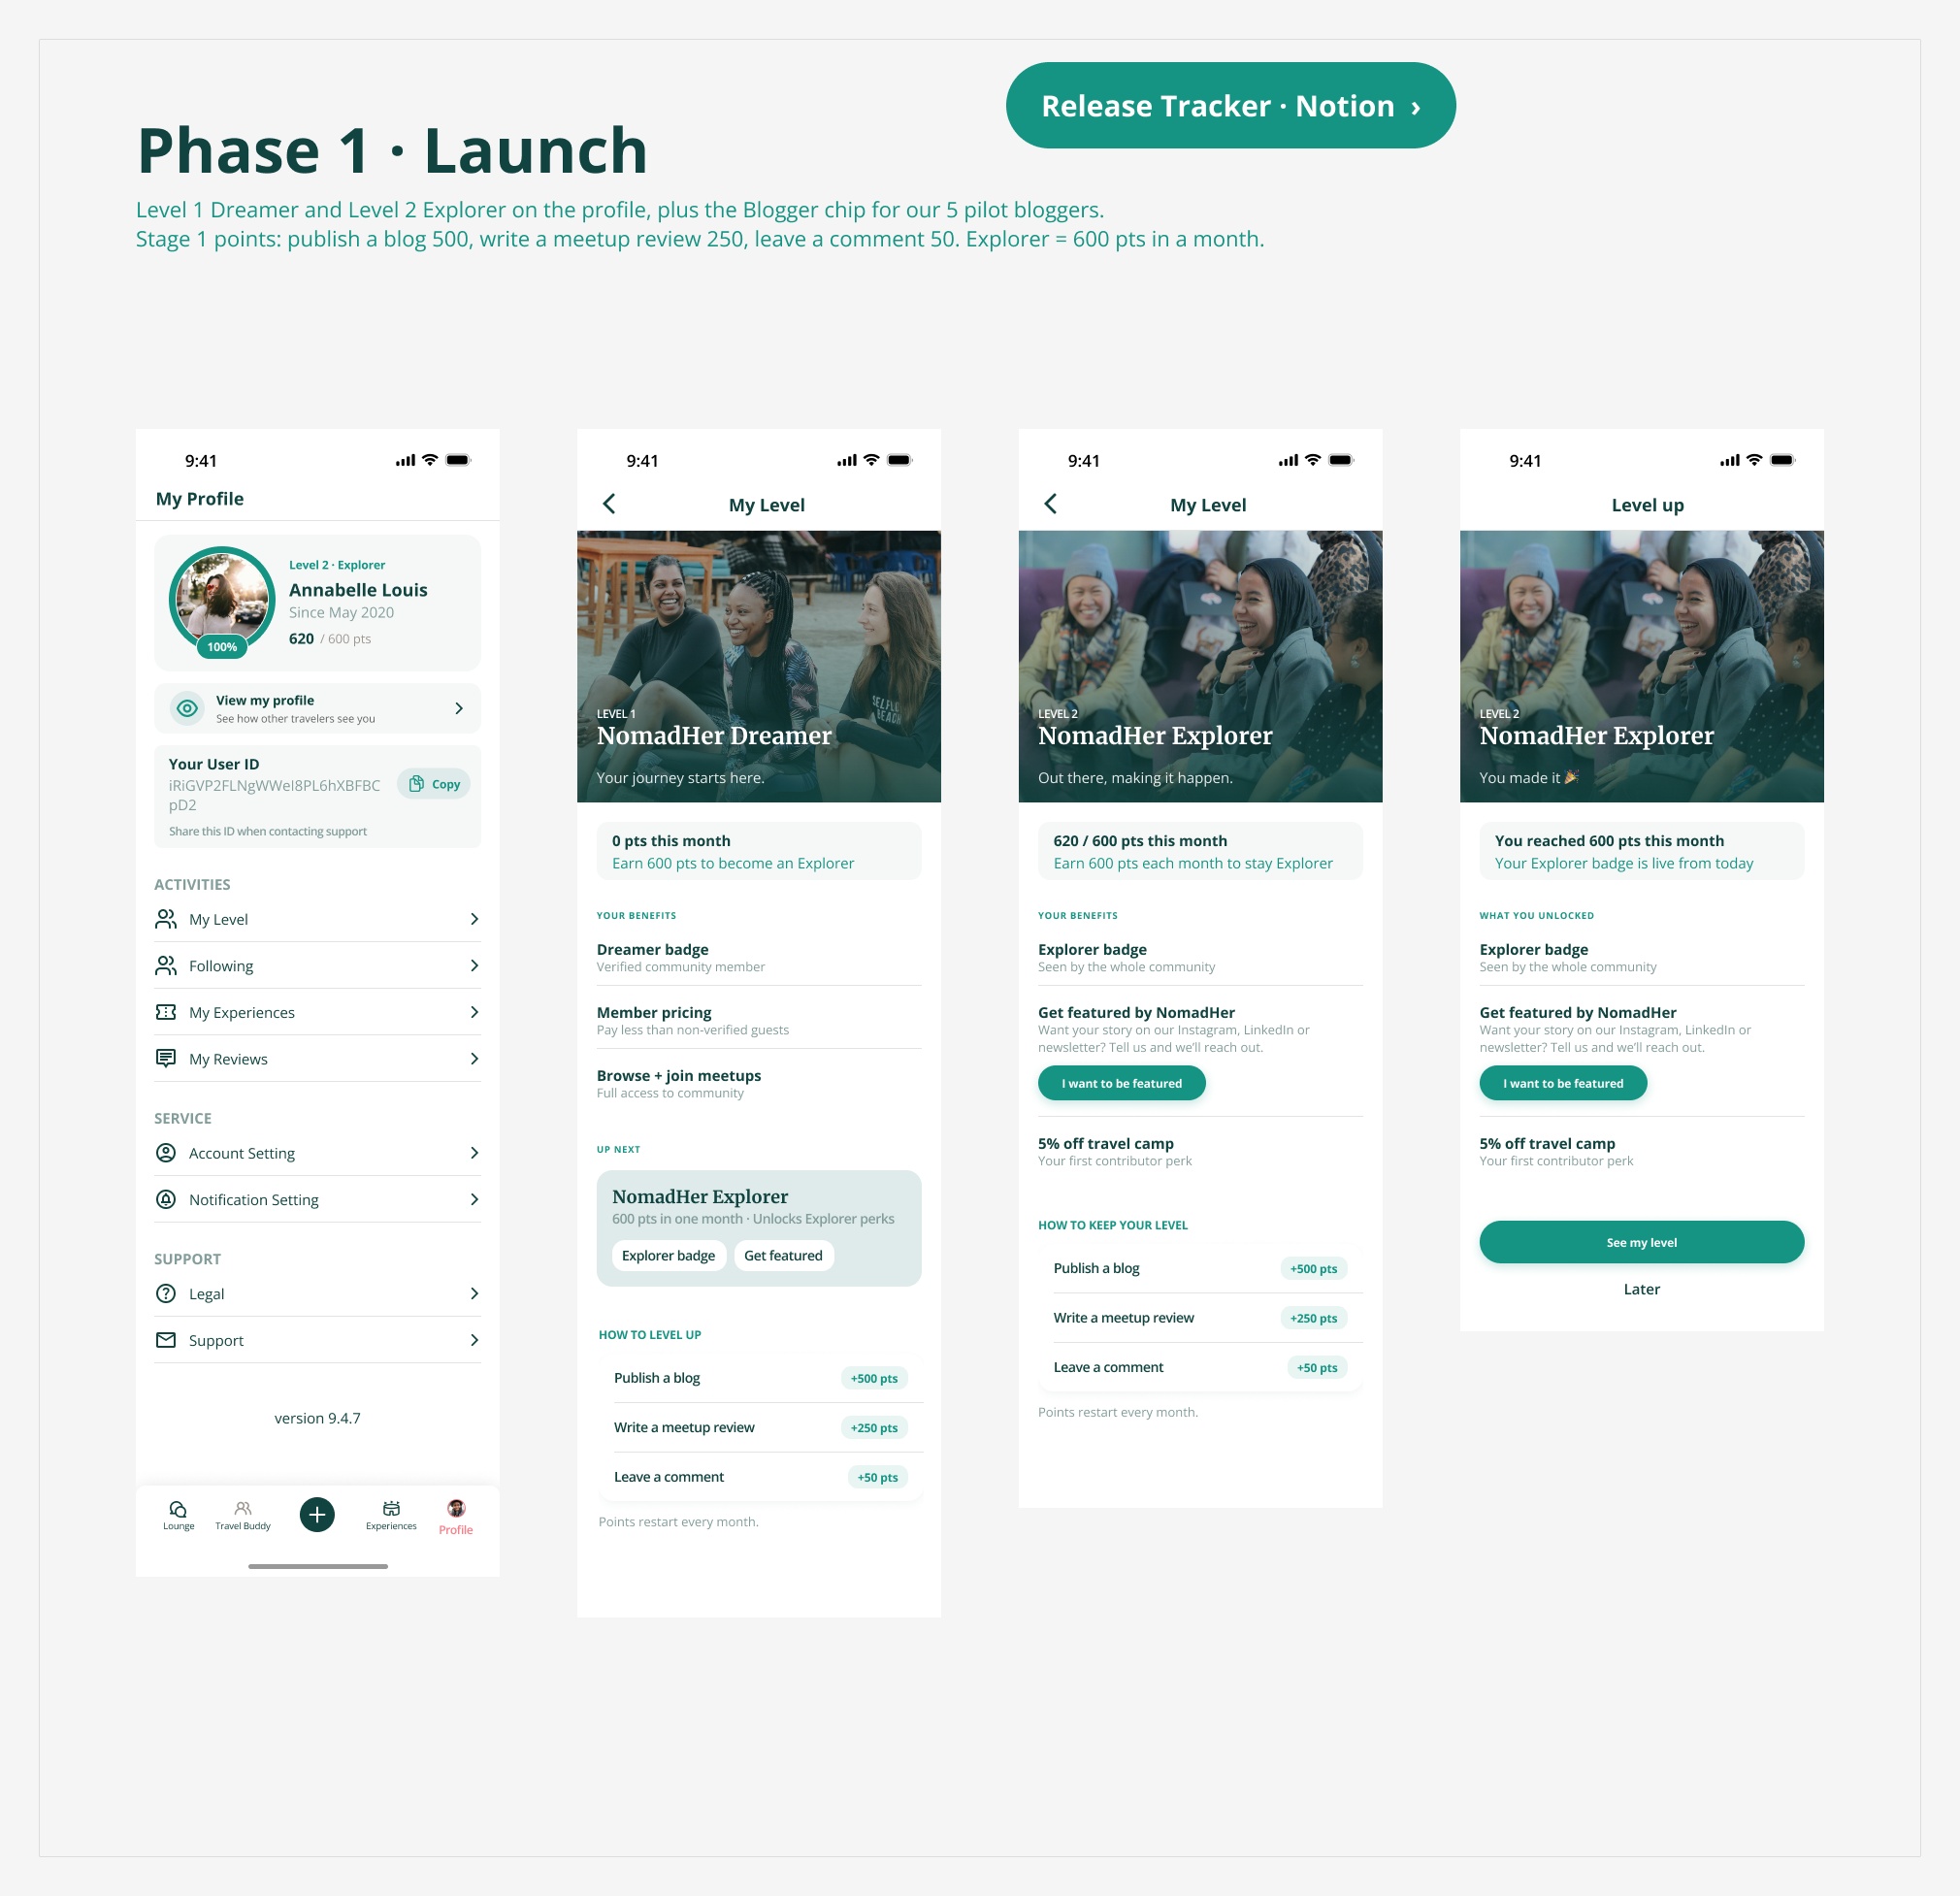 Release Tracker · Notion ›
Phase 1 · Launch
Level 1 Dreamer and Level 2 Explorer on the profile, plus the Blogger chip for our 5 pilot bloggers.
Stage 1 points: publish a blog 500, write a meetup review 250, leave a comment 50. Explorer = 600 pts in a month.
9:41
My Profile
Level 2 · Explorer
Annabelle Louis
Since May 2020
620 / 600 pts
100%
View my profile
See how other travelers see you
Your User ID
iRiGVP2FLNgWWel8PL6hXBFBC
pD2
Copy
Share this ID when contacting support
ACTIVITIES
My Level
Following
My Experiences
My Reviews
SERVICE
Account Setting
Notification Setting
SUPPORT
Legal
Support
version 9.4.7
Lounge
Travel Buddy
Experiences
Profile
9:41
My Level
SELFLO
BEACH
LEVEL 1
NomadHer Dreamer
Your journey starts here.
0 pts this month
Earn 600 pts to become an Explorer
YOUR BENEFITS
Dreamer badge
Verified community member
Member pricing
Pay less than non-verified guests
Browse + join meetups
Full access to community
UP NEXT
NomadHer Explorer
600 pts in one month · Unlocks Explorer perks
Explorer badge
Get featured
HOW TO LEVEL UP
Publish a blog
+500 pts
Write a meetup review
+250 pts
Leave a comment
+50 pts
Points restart every month.
9:41
My Level
LEVEL 2
NomadHer Explorer
Out there, making it happen.
620 / 600 pts this month
Earn 600 pts each month to stay Explorer
YOUR BENEFITS
Explorer badge
Seen by the whole community
Get featured by NomadHer
Want your story on our Instagram, LinkedIn or
newsletter? Tell us and we’ll reach out.
I want to be featured
5% off travel camp
Your first contributor perk
HOW TO KEEP YOUR LEVEL
Publish a blog
+500 pts
Write a meetup review
+250 pts
Leave a comment
+50 pts
Points restart every month.
9:41
Level up
LEVEL 2
NomadHer Explorer
You made it 🎉
You reached 600 pts this month
Your Explorer badge is live from today
WHAT YOU UNLOCKED
Explorer badge
Seen by the whole community
Get featured by NomadHer
Want your story on our Instagram, LinkedIn or
newsletter? Tell us and we’ll reach out.
I want to be featured
5% off travel camp
Your first contributor perk
See my level
Later